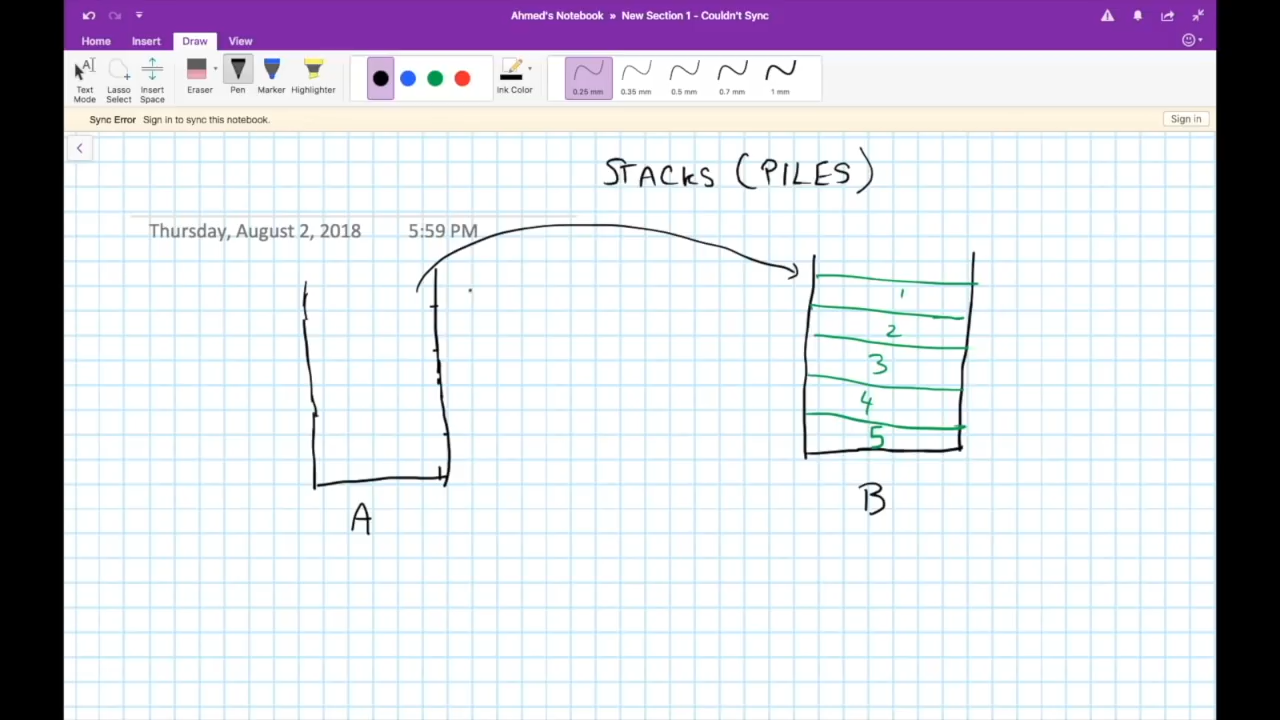 Ahmed's Notebook » New Section 1 - Couldn't Sync
Home Insert Draw View
Text Mode
Lasso Select
Insert Space
Eraser
Pen
Marker
Highlighter
Ink Color
0.25 mm
0.35 mm
0.5 mm
0.7 mm
1 mm
Sync Error Sign in to sync this notebook.
Sign in
STACKS (PILES)
Thursday, August 2, 2018 5:59 PM
1
2
3
4
5
A
B